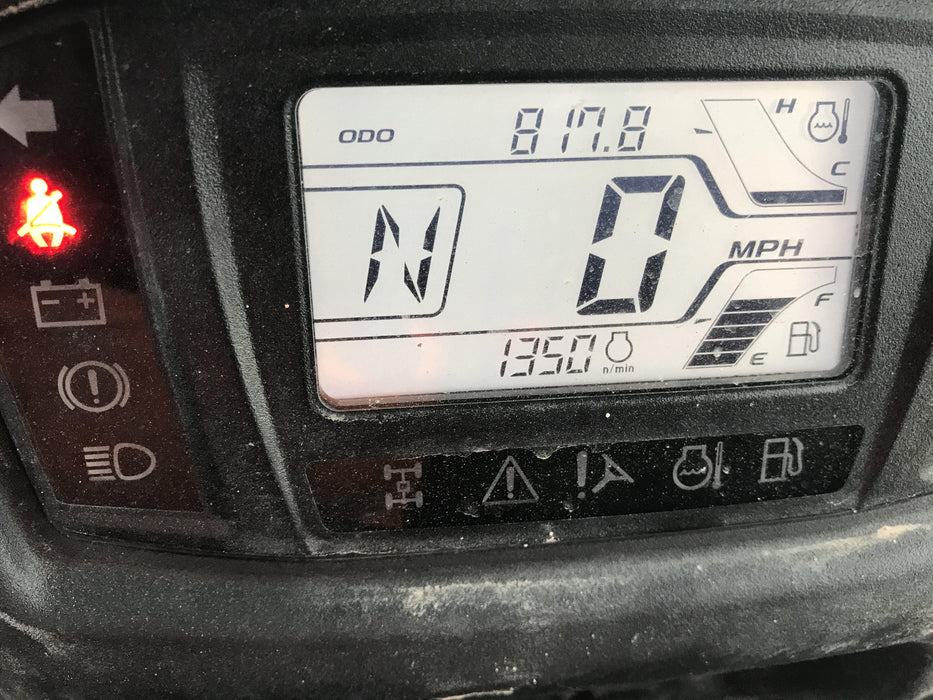 ODO 817.8 H
C
N 0 MPH
F
1350 n/min E